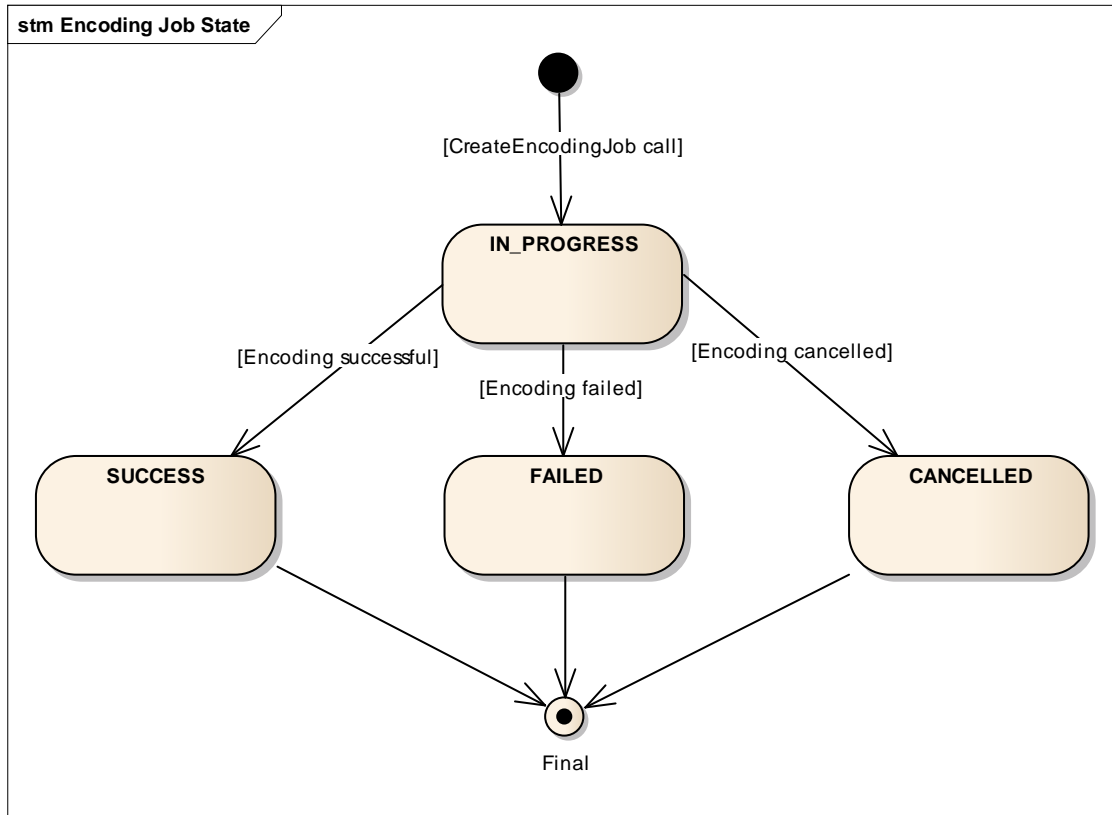 stm Encoding Job State
[CreateEncodingJob call]
IN_PROGRESS
[Encoding successful]
[Encoding failed]
[Encoding cancelled]
SUCCESS
FAILED
CANCELLED
Final